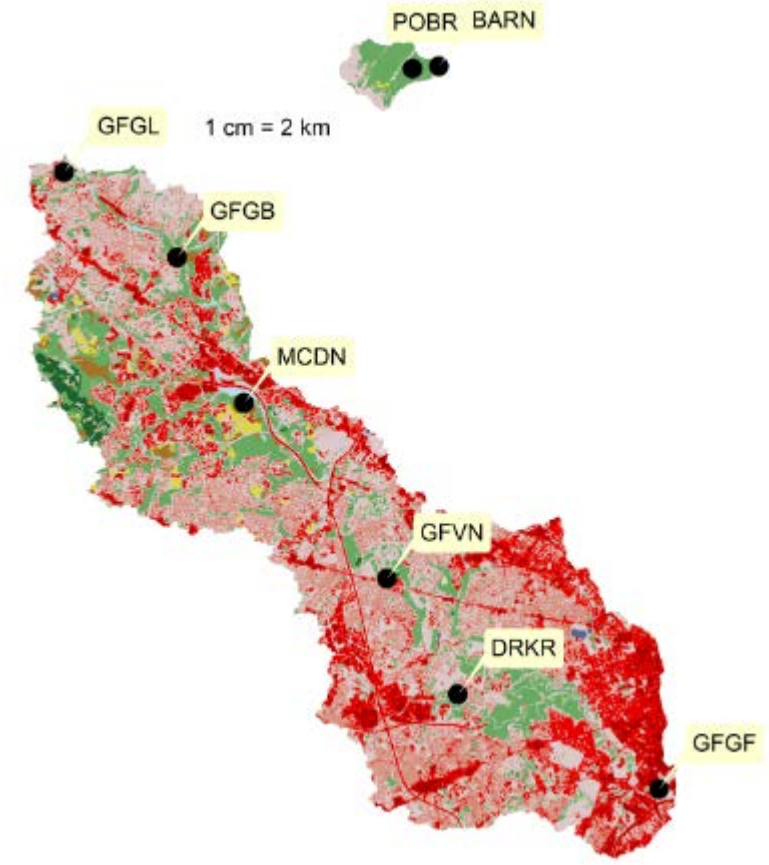 POBR BARN
GFGL
1 cm = 2 km
GFGB
MCDN
GFVN
DRKR
GFGF